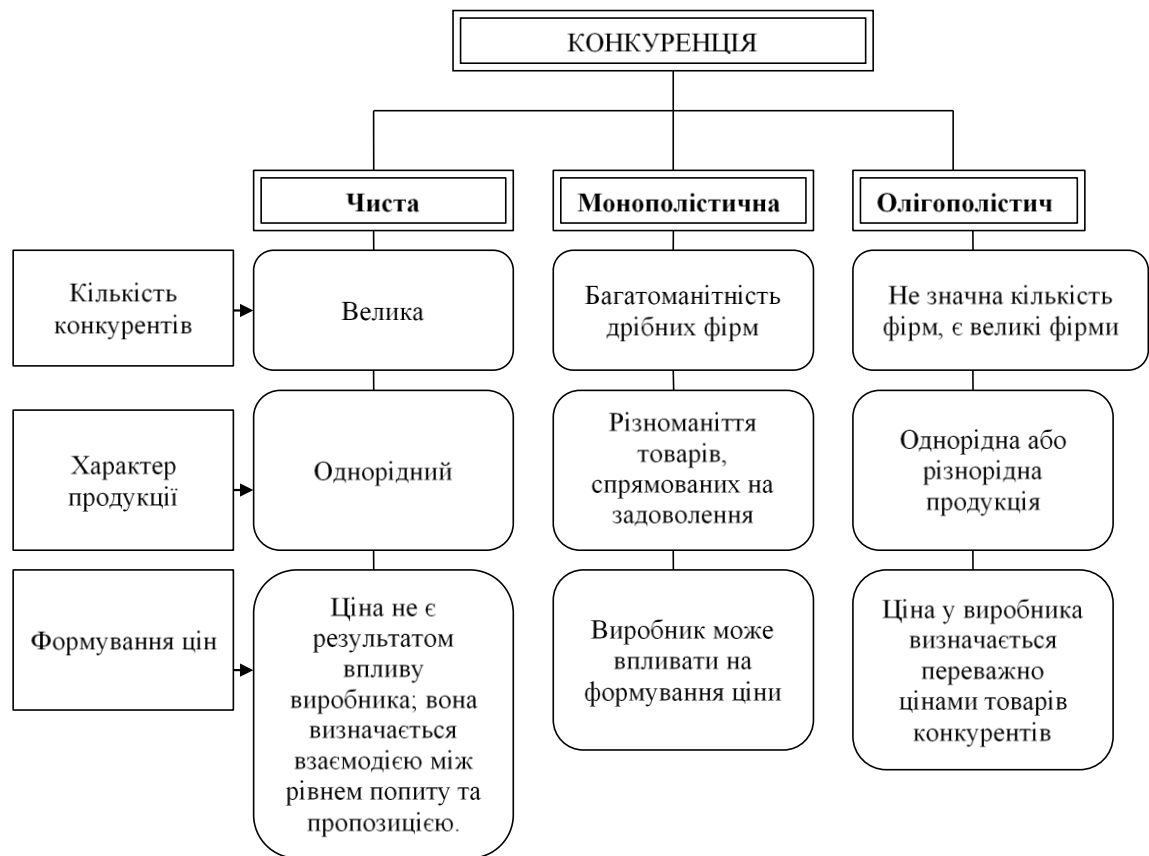 КОНКУРЕНЦІЯ
Чиста
Монополістична
Олігополістич
Кількість
конкурентів
Велика
Багатоманітність
дрібних фірм
Не значна кількість
фірм, є великі фірми
Характер
продукції
Однорідний
Різноманіття
товарів,
спрямованих на
задоволення
Однорідна або
різнорідна
продукція
Формування цін
Ціна не є
результатом
впливу
виробника; вона
визначається
взаємодією між
рівнем попиту та
пропозицією.
Виробник може
впливати на
формування ціни
Ціна у виробника
визначається
переважно
цінами товарів
конкурентів